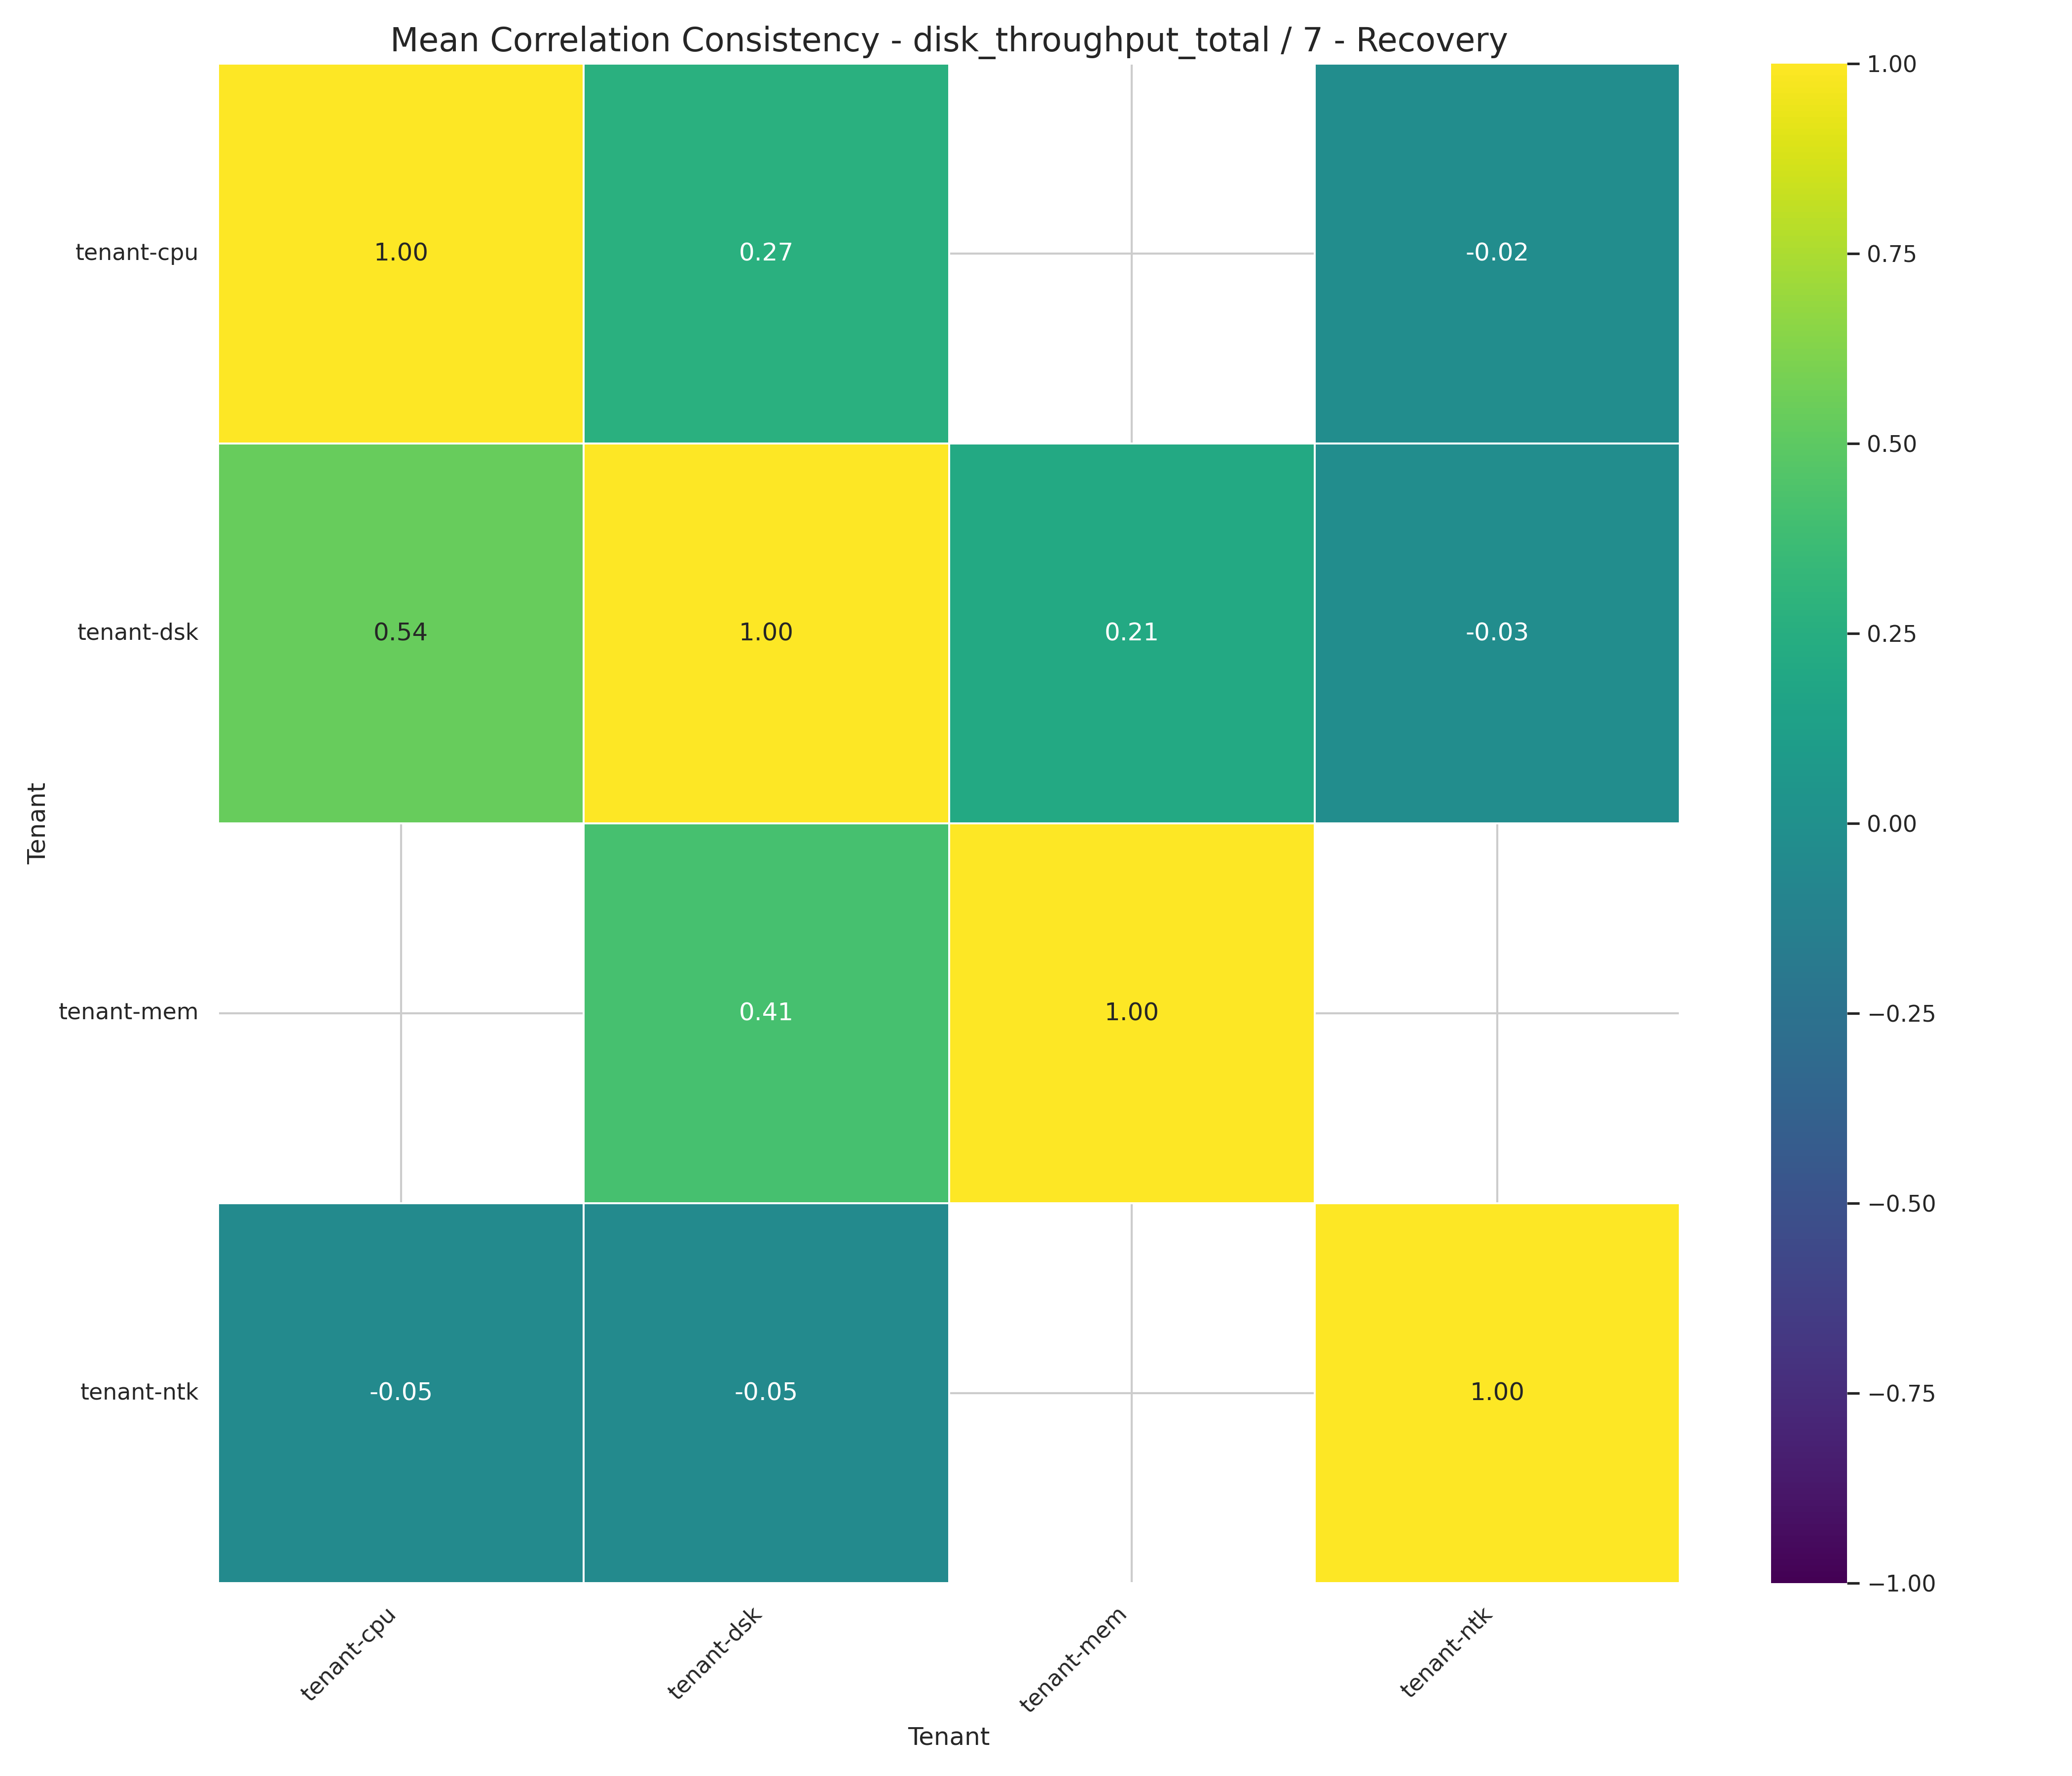 Mean Correlation Consistency - disk_throughput_total / 7 - Recovery
tenant-cpu
1.00
0.27
-0.02
tenant-dsk
0.54
1.00
0.21
-0.03
tenant-mem
0.41
1.00
tenant-ntk
-0.05
-0.05
1.00
Tenant
tenant-cpu
tenant-dsk
tenant-mem
tenant-ntk
Tenant
1.00
0.75
0.50
0.25
0.00
−0.25
−0.50
−0.75
−1.00